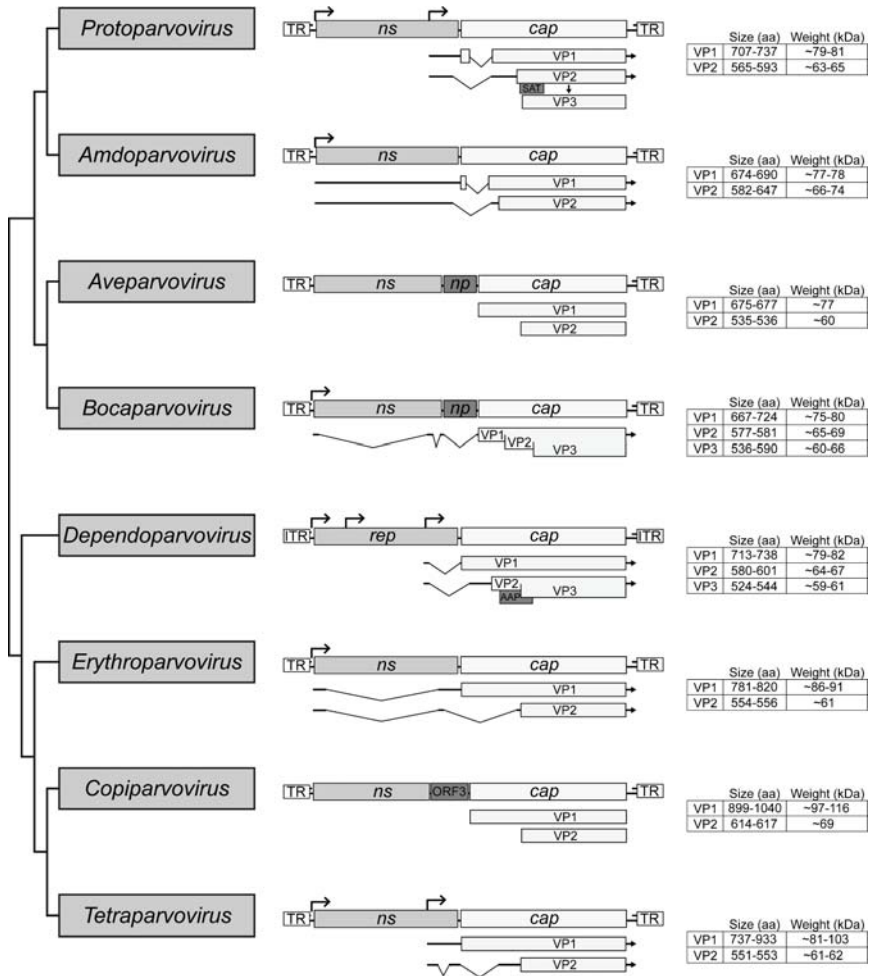 Protoparvovirus
TR ns cap TR
VP1
VP2
SAT
VP3
Size (aa) Weight (kDa)
VP1 707-737 ~79-81
VP2 565-593 ~63-65
Amdoparvovirus
TR ns cap TR
VP1
VP2
Size (aa) Weight (kDa)
VP1 674-690 ~77-78
VP2 582-647 ~66-74
Aveparvovirus
TR ns np cap TR
VP1
VP2
Size (aa) Weight (kDa)
VP1 675-677 ~77
VP2 535-536 ~60
Bocaparvovirus
TR ns np cap TR
VP1
VP2
VP3
Size (aa) Weight (kDa)
VP1 667-724 ~75-80
VP2 577-581 ~65-69
VP3 536-590 ~60-66
Dependoparvovirus
ITR rep cap ITR
VP1
VP2
VP3
AAP
Size (aa) Weight (kDa)
VP1 713-738 ~79-82
VP2 580-601 ~64-67
VP3 524-544 ~59-61
Erythroparvovirus
TR ns cap TR
VP1
VP2
Size (aa) Weight (kDa)
VP1 781-820 ~86-91
VP2 554-556 ~61
Copiparvovirus
TR ns ORF3 cap TR
VP1
VP2
Size (aa) Weight (kDa)
VP1 899-1040 ~97-116
VP2 614-617 ~69
Tetraparvovirus
TR ns cap TR
VP1
VP2
Size (aa) Weight (kDa)
VP1 737-933 ~81-103
VP2 551-553 ~61-62